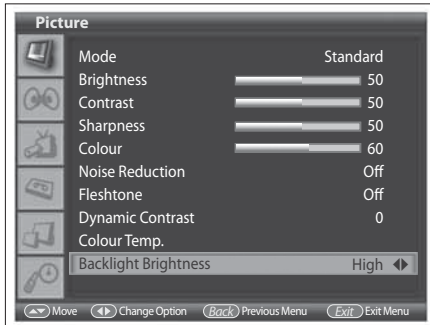 Picture
Mode Standard
Brightness 50
Contrast 50
Sharpness 50
Colour 60
Noise Reduction Off
Fleshtone Off
Dynamic Contrast 0
Colour Temp.
Backlight Brightness High
Move Change Option Back Previous Menu Exit Exit Menu